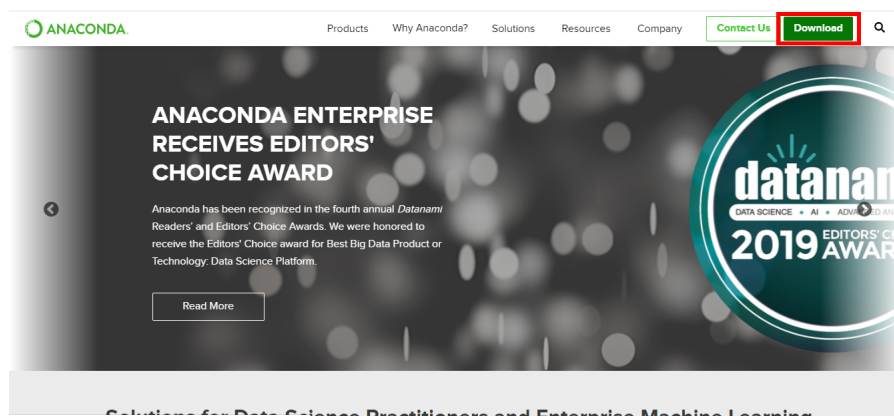 ANACONDA.
Products Why Anaconda? Solutions Resources Company Contact Us Download
ANACONDA ENTERPRISE
RECEIVES EDITORS'
CHOICE AWARD
Anaconda has been recognized in the fourth annual Datanami
Readers' and Editors' Choice Awards. We were honored to
receive the Editors' Choice award for Best Big Data Product or
Technology: Data Science Platform.
Read More
datanam
DATA SCIENCE • AI • ADVA ED AN
2019 EDITORS' C
AWAR
Solutions for Data Science Practitioners and Enterprise Machine Learning